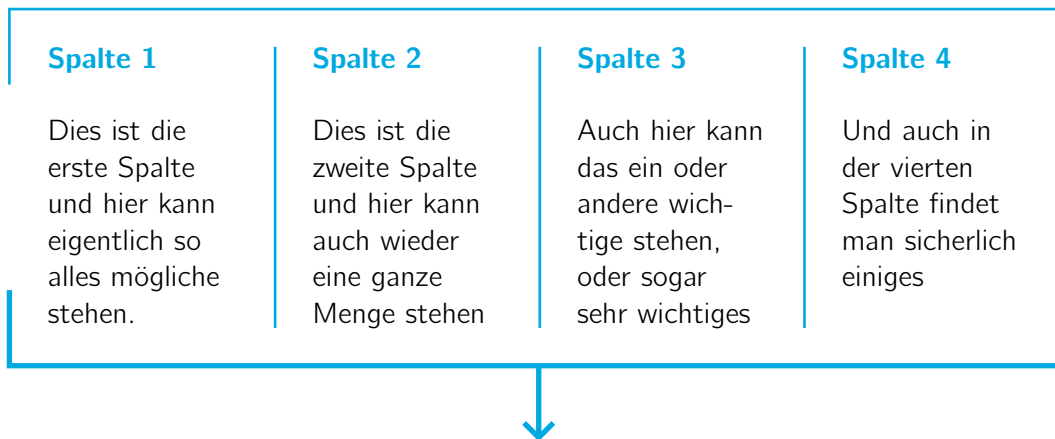 Spalte 1
Dies ist die
erste Spalte
und hier kann
eigentlich so
alles mögliche
stehen.
Spalte 2
Dies ist die
zweite Spalte
und hier kann
auch wieder
eine ganze
Menge stehen
Spalte 3
Auch hier kann
das ein oder
andere wich-
tige stehen,
oder sogar
sehr wichtiges
Spalte 4
Und auch in
der vierten
Spalte findet
man sicherlich
einiges